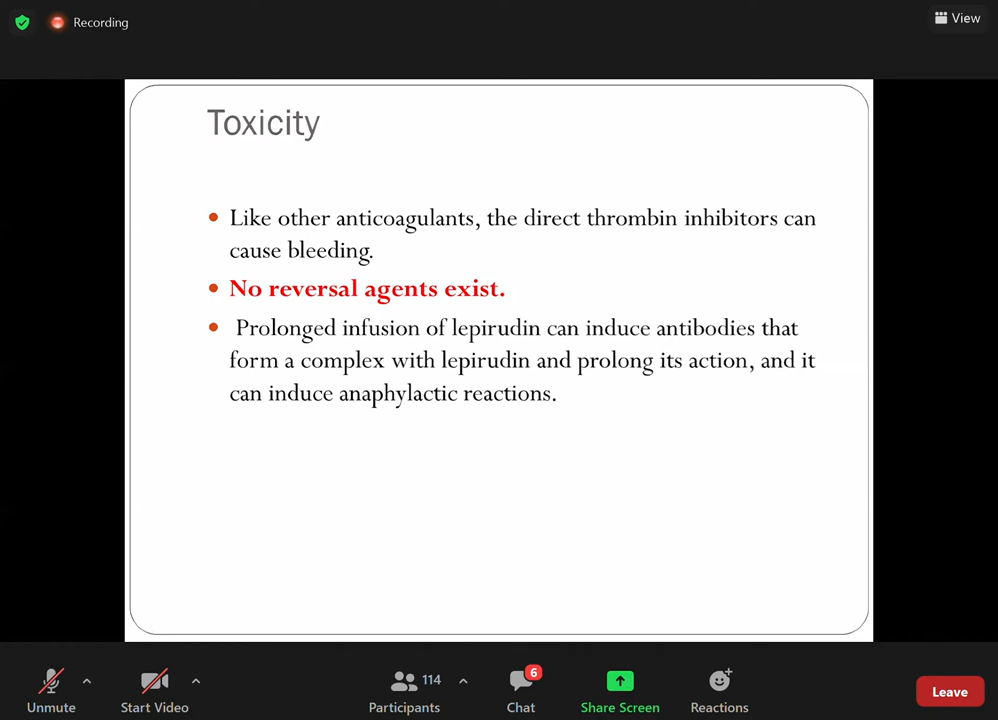 Recording
View
Toxicity
• Like other anticoagulants, the direct thrombin inhibitors can
cause bleeding.
• No reversal agents exist.
• Prolonged infusion of lepirudin can induce antibodies that
form a complex with lepirudin and prolong its action, and it
can induce anaphylactic reactions.
Unmute
Start Video
114
Participants
6
Chat
Share Screen
Reactions
Leave